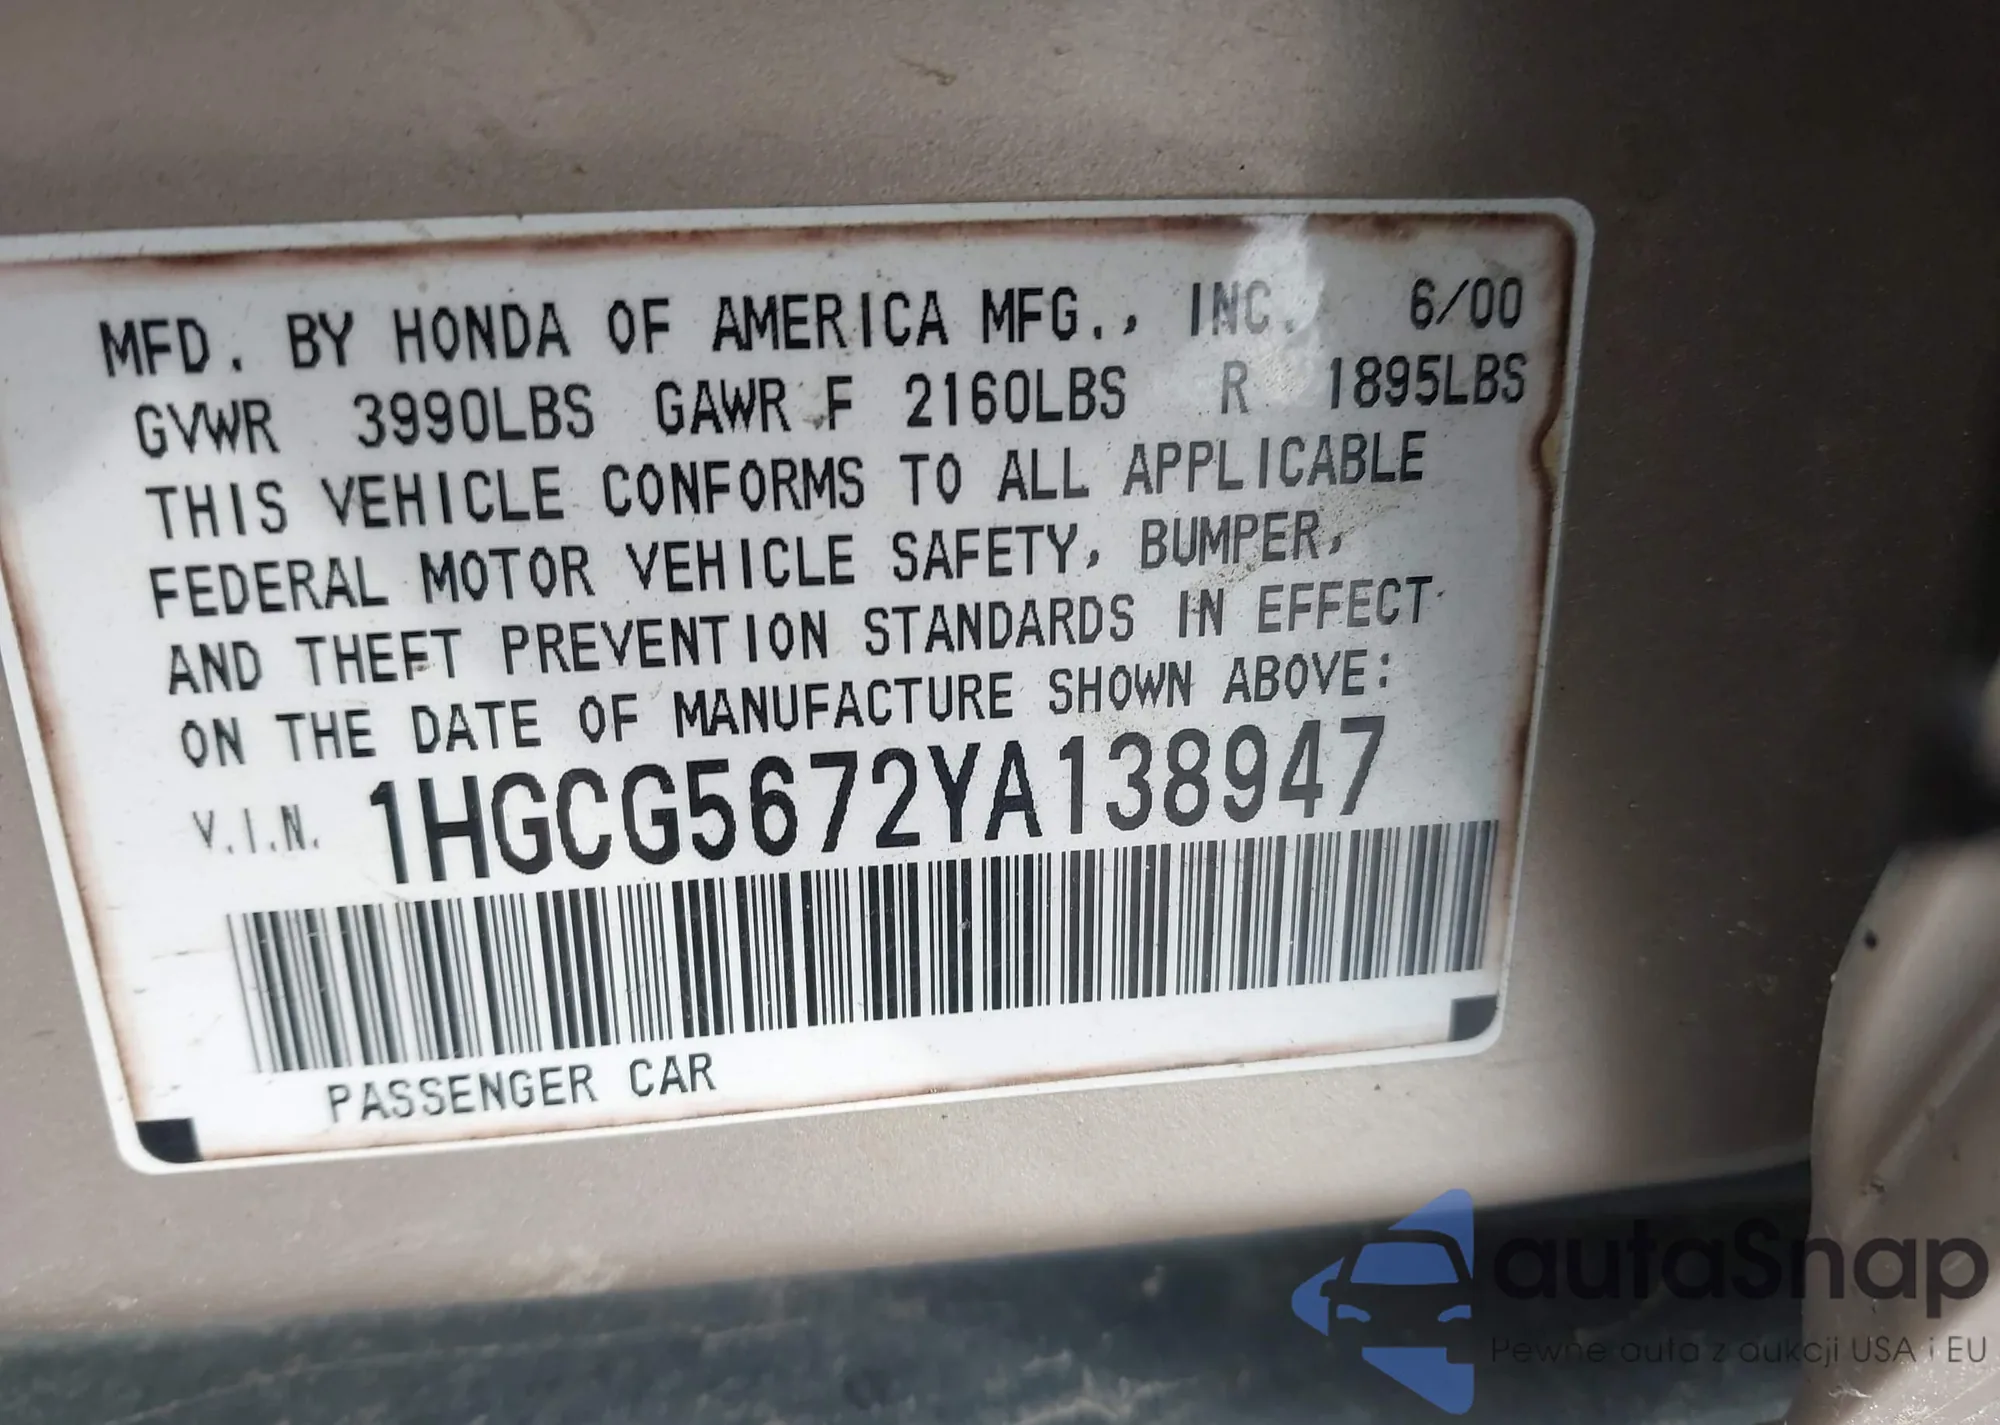 MFD. BY HONDA OF AMERICA MFG., INC. 6/00
GVWR 3990LBS GAWR F 2160LBS R 1895LBS
THIS VEHICLE CONFORMS TO ALL APPLICABLE
FEDERAL MOTOR VEHICLE SAFETY, BUMPER,
AND THEFT PREVENTION STANDARDS IN EFFECT
ON THE DATE OF MANUFACTURE SHOWN ABOVE:
V.I.N. 1HGCG5672YA138947
PASSENGER CAR
autaSnap
Pewne auta z aukcji USA i EU